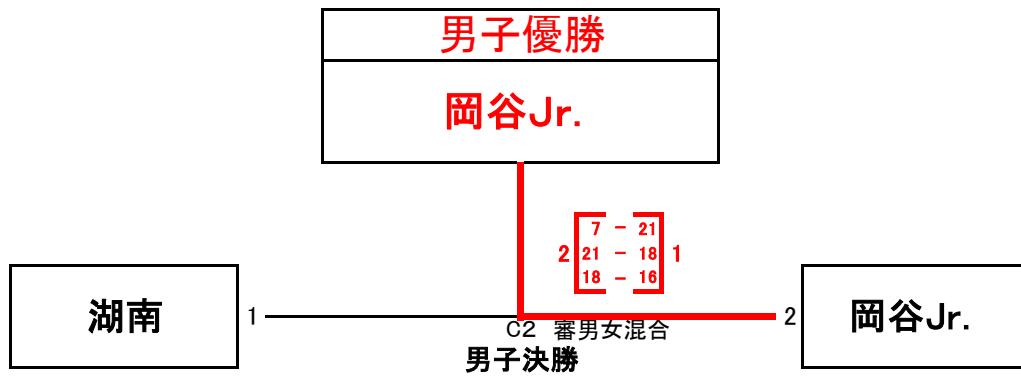 男子優勝
岡谷Jr.
7 - 21
2 21 - 18 1
18 - 16
湖南 1 2 岡谷Jr.
C2 審男女混合
男子決勝